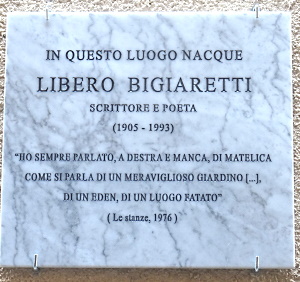 IN QUESTO LUOGO NACQUE
LIBERO BIGIARETTI
SCRITTORE E POETA
(1905 - 1993)
"HO SEMPRE PARLATO, A DESTRA E MANCA, DI MATELICA
COME SI PARLA DI UN MERAVIGLIOSO GIARDINO [...],
DI UN EDEN, DI UN LUOGO FATATO"
( Le stanze, 1976 )